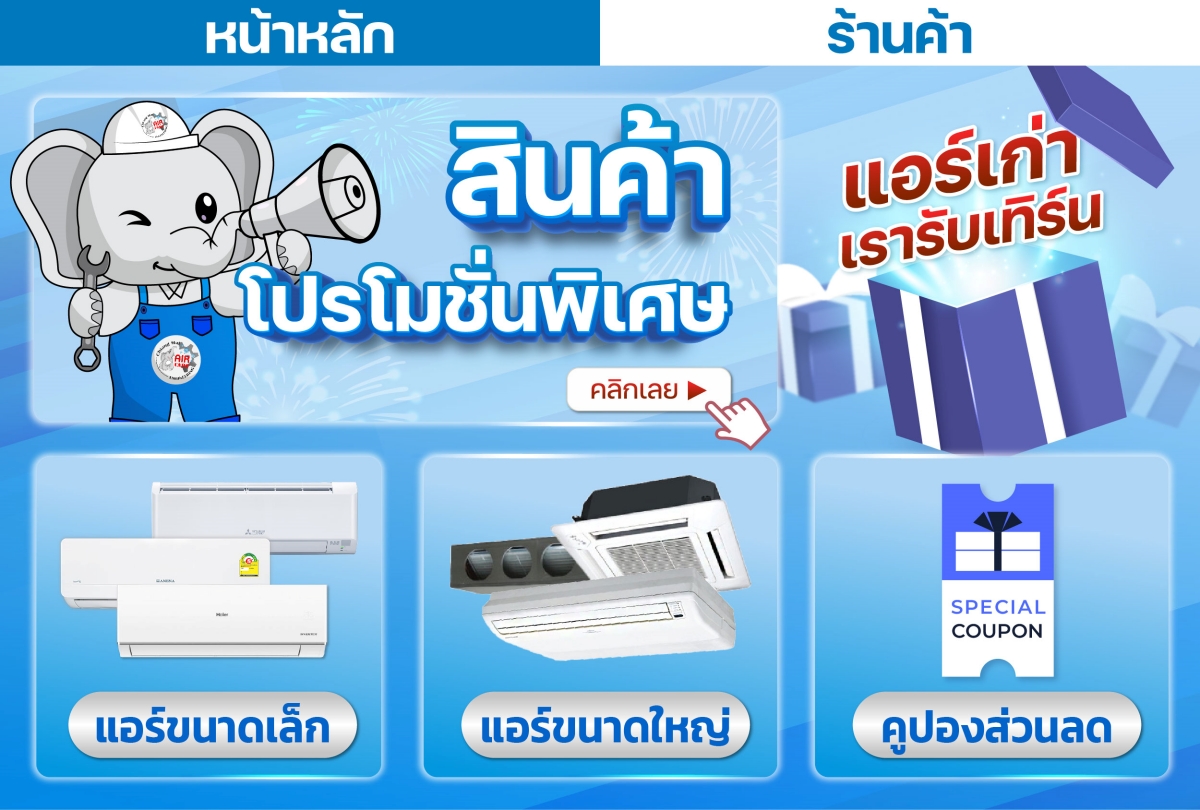 หน้าหลัก
ร้านค้า
สินค้า
โปรโมชั่นพิเศษ
คลิกเลย
แอร์เก่า
เรารับเทิร์น
AIR
SPECIAL
COUPON
แอร์ขนาดเล็ก
แอร์ขนาดใหญ่
คูปองส่วนลด